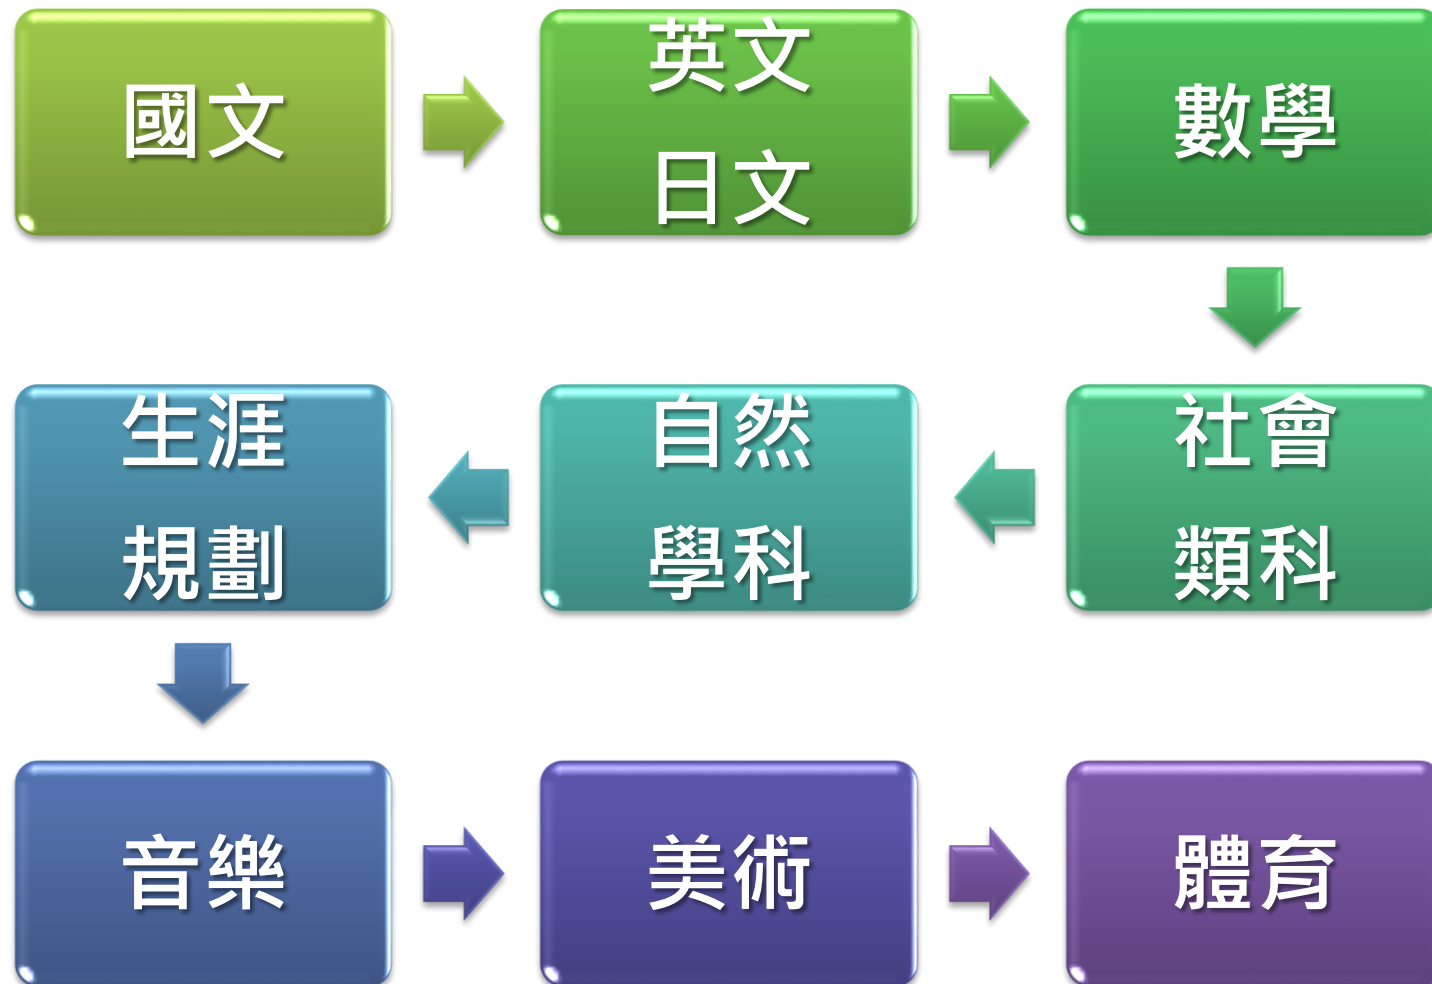 國文
英文
日文
數學
社會
類科
自然
學科
生涯
規劃
音樂
美術
體育